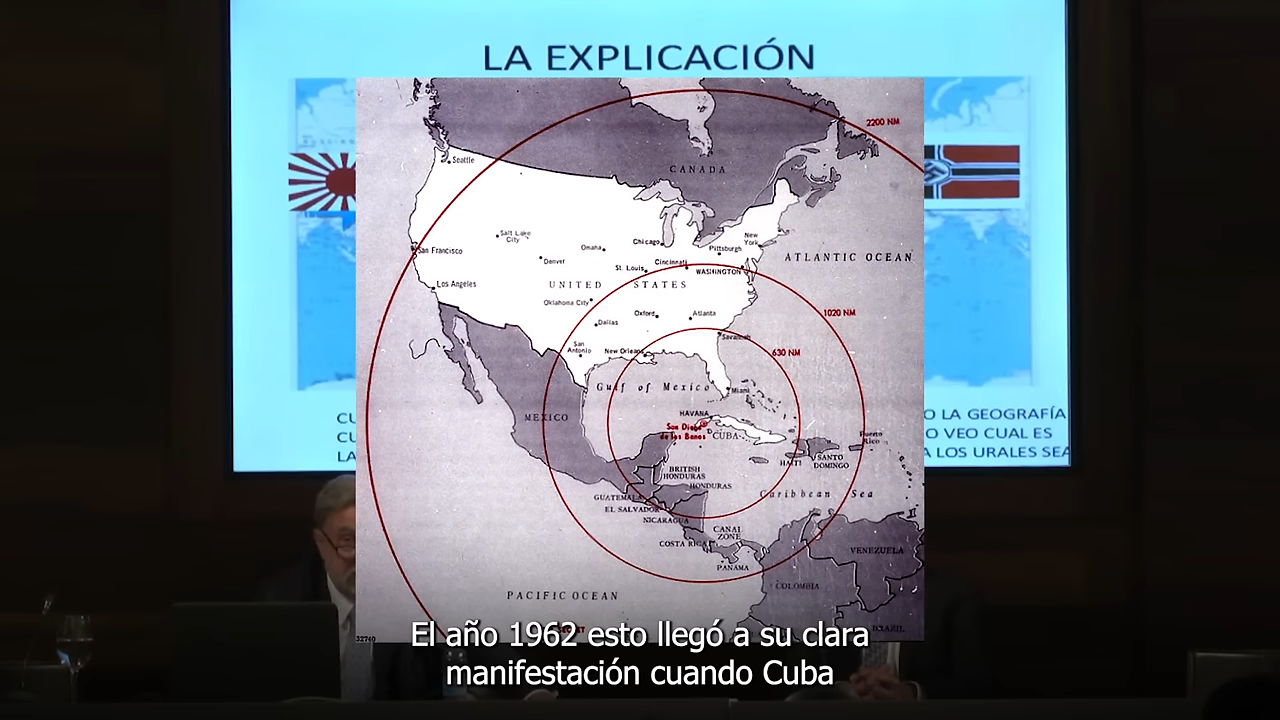 LA EXPLICACIÓN
2200 NM
CANADA
Seattle
Salt Lake
City
Omaha
Chicago
New
York
Pittsburgh
San Francisco
Denver
St. Louis
Cincinnati
WASHINGTON
ATLANTIC OCEAN
Los Angeles
UNITED STATES
Oklahoma City
Oxford
Atlanta
1020 NM
Dallas
Savannah
San
Antonio
New Orleans
630 NM
Gulf of Mexico
Miami
MEXICO
HAVANA
San Diego
de los Banos
CUBA
Puerto
Rico
HAITI
SANTO
DOMINGO
BRITISH
HONDURAS
HONDURAS
GUATEMALA
EL SALVADOR
NICARAGUA
Caribbean Sea
COSTA RICA
CANAL
ZONE
PANAMA
VENEZUELA
COLOMBIA
PACIFIC OCEAN
BRAZIL
32740
CU
CU
LA
O LA GEOGRAFÍA
O VEO CUAL ES
A LOS URALES SEA
El año 1962 esto llegó a su clara
manifestación cuando Cuba